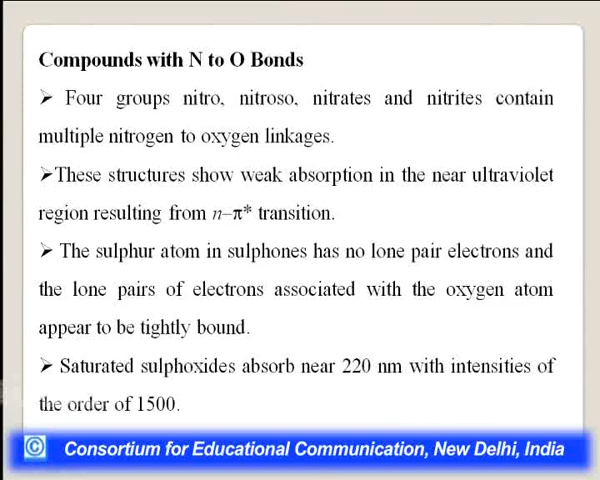 Compounds with N to O Bonds
➢ Four groups nitro, nitroso, nitrates and nitrites contain
multiple nitrogen to oxygen linkages.
➢These structures show weak absorption in the near ultraviolet
region resulting from n–π* transition.
➢ The sulphur atom in sulphones has no lone pair electrons and
the lone pairs of electrons associated with the oxygen atom
appear to be tightly bound.
➢ Saturated sulphoxides absorb near 220 nm with intensities of
the order of 1500.
© Consortium for Educational Communication, New Delhi, India